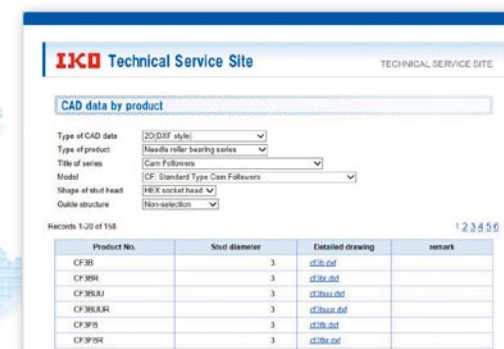 IKO Technical Service Site
TECHNICAL SERVICE SITE
CAD data by product
Type of CAD data 2D(DXF style)
Type of product Needle roller bearing series
Title of series Cam Followers
Model CF: Standard Type Cam Followers
Shape of stud head HEX socket head
Guide structure Non-selection
Records 1-20 of 158 1 2 3 4 5 6
Product No. Stud diameter Detailed drawing remark
CF3B 3 cf3b.dxf
CF3BR 3 cf3br.dxf
CF3BUU 3 cf3buu.dxf
CF3BUUR 3 cf3buur.dxf
CF3FB 3 cf3fb.dxf
CF3FBR 3 cf3fbr.dxf